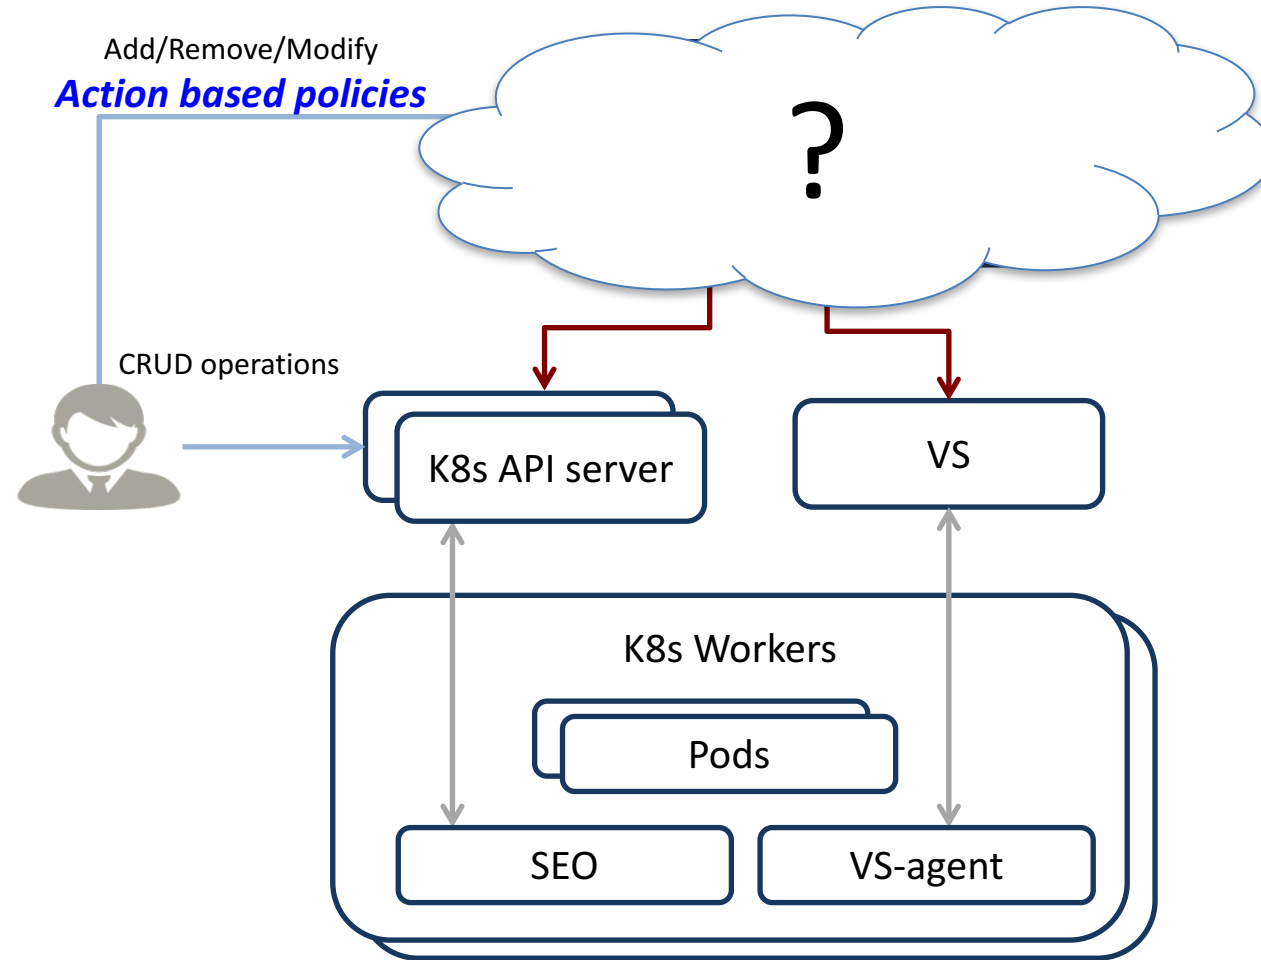 Add/Remove/Modify
Action based policies
?
CRUD operations
K8s API server
VS
K8s Workers
Pods
SEO
VS-agent